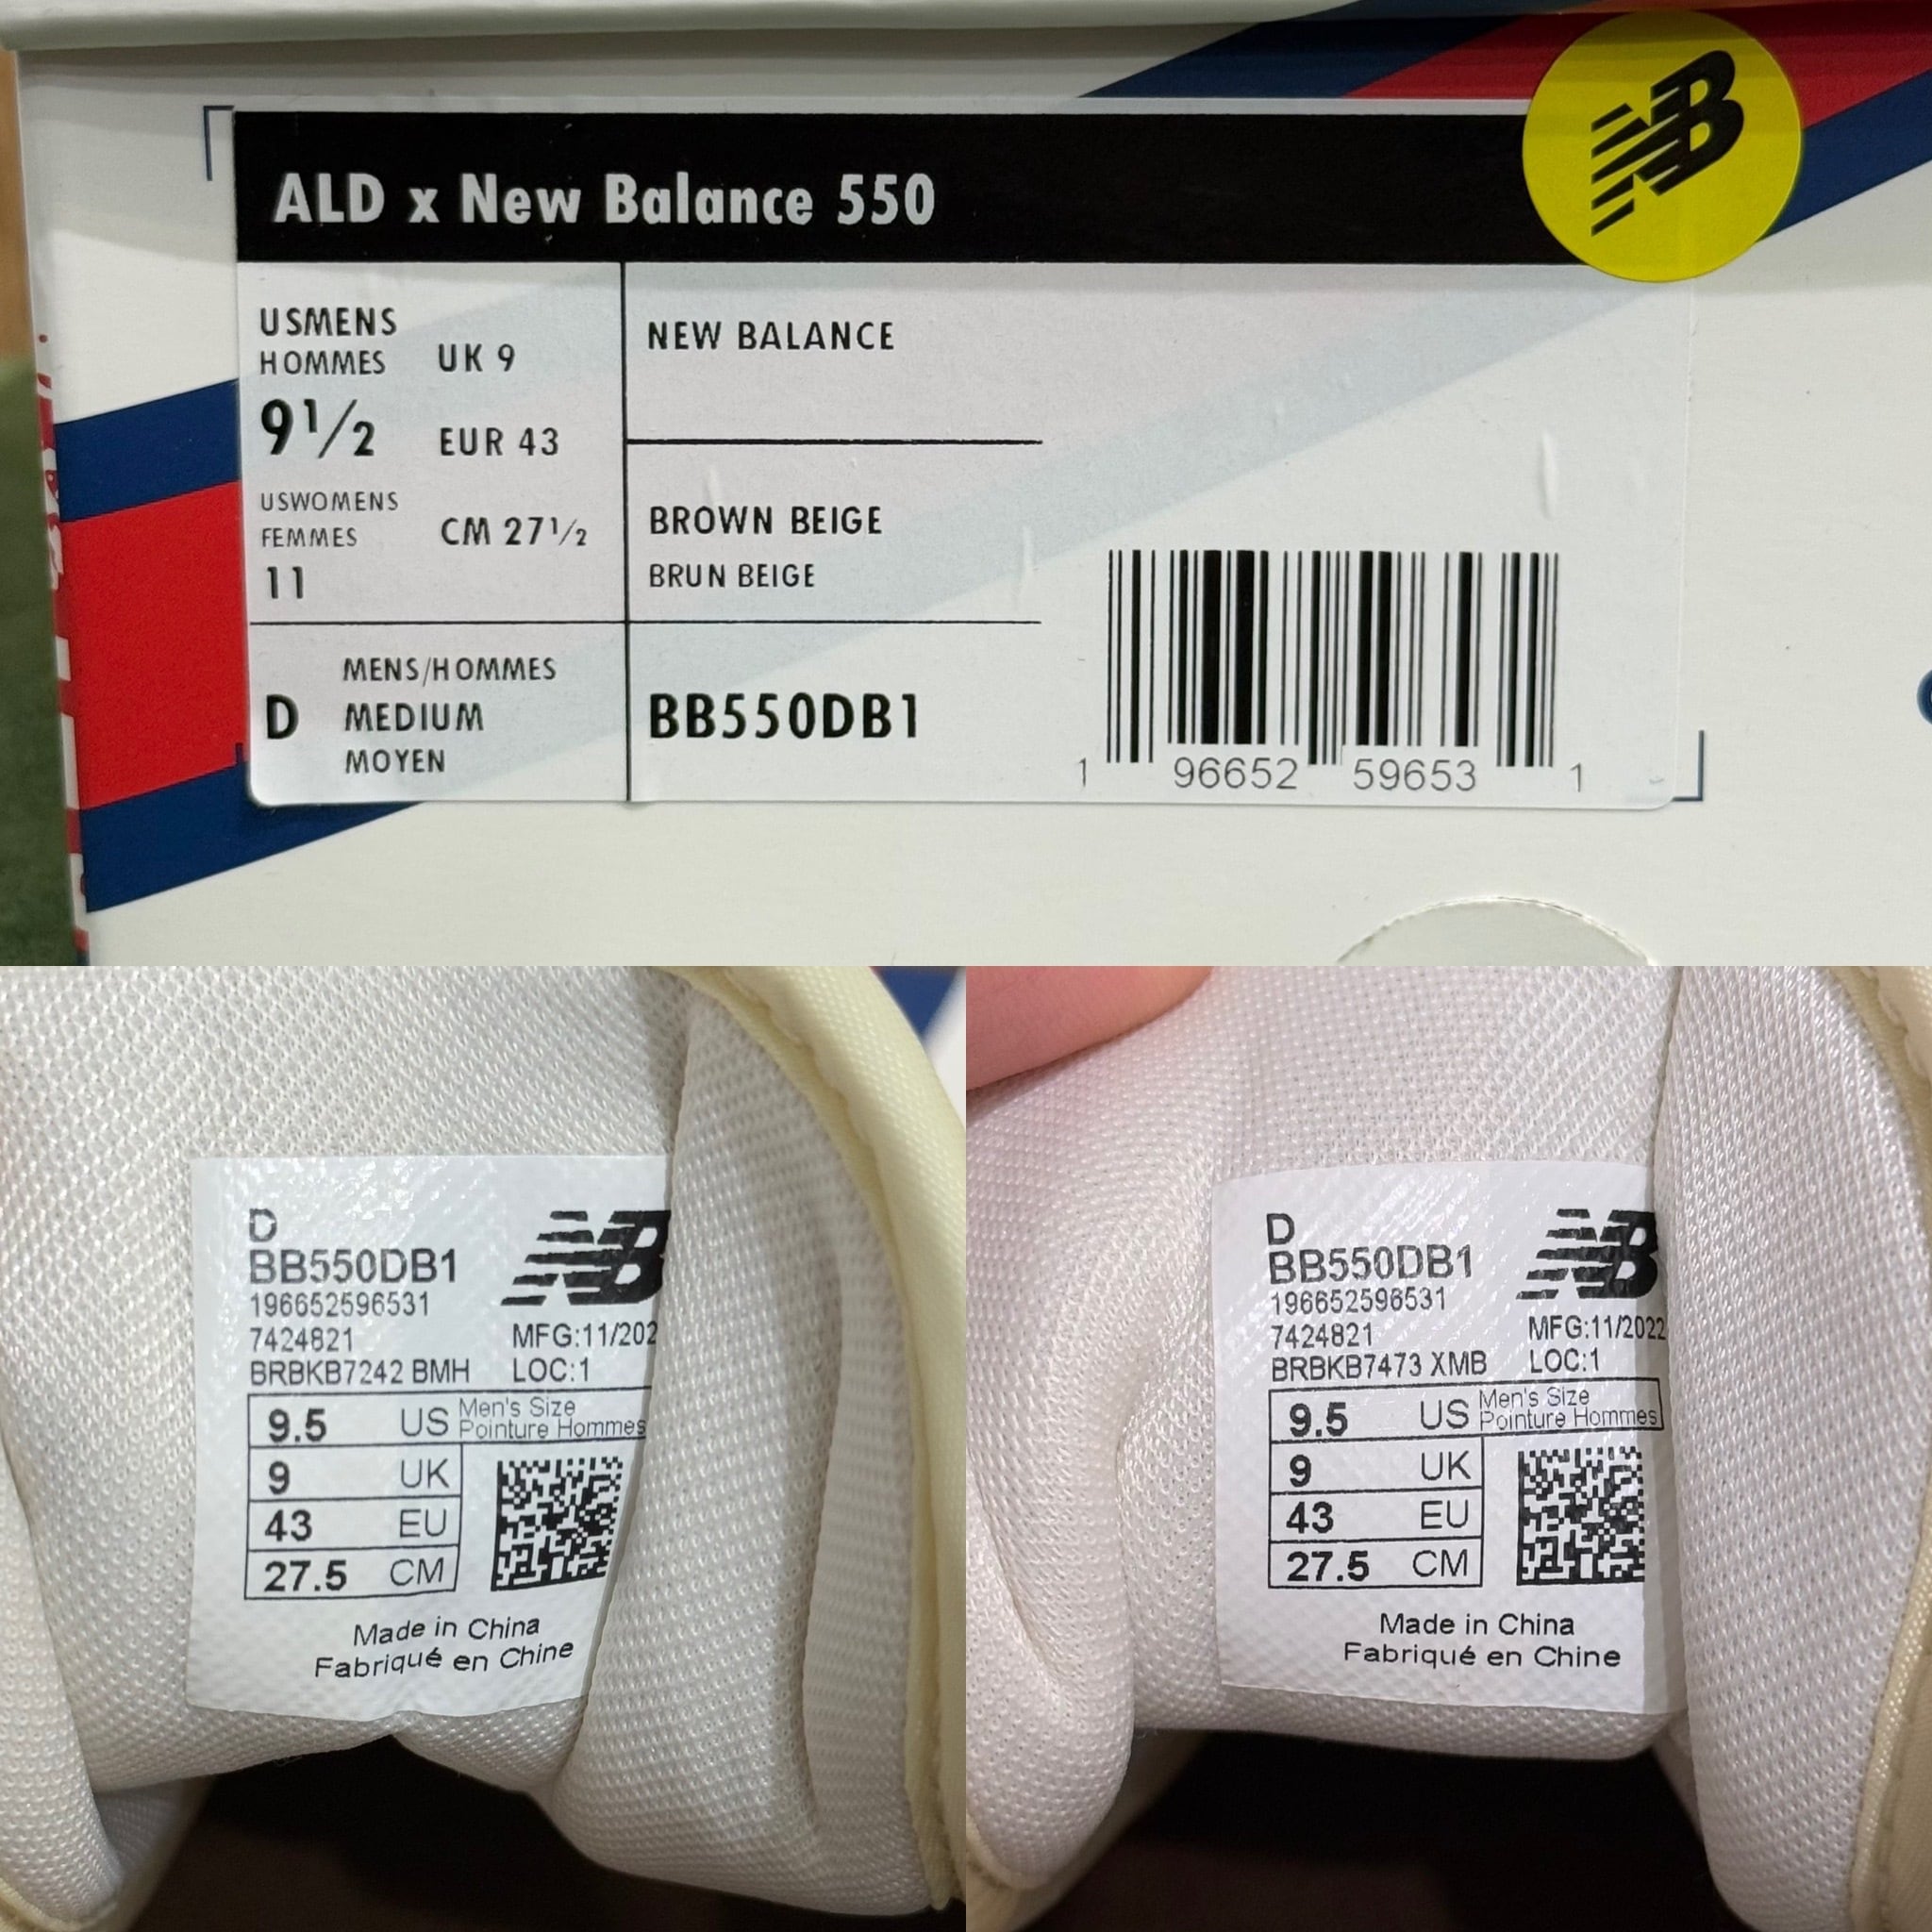 ALD x New Balance 550
NB
USMENS
HOMMES
9 1/2
UK 9
EUR 43
USWOMENS
FEMMES
11
CM 27 1/2
NEW BALANCE
BROWN BEIGE
BRUN BEIGE
D
MENS/HOMMES
MEDIUM
MOYEN
BB550DB1
1 96652 59653 1
D
BB550DB1
NB
196652596531
7424821 MFG:11/202
BRBKB7242 BMH LOC:1
9.5 US Men's Size
Pointure Hommes
9 UK
43 EU
27.5 CM
Made in China
Fabriqué en Chine
D
BB550DB1
NB
196652596531
7424821 MFG:11/2022
BRBKB7473 XMB LOC:1
9.5 US Men's Size
Pointure Hommes
9 UK
43 EU
27.5 CM
Made in China
Fabriqué en Chine